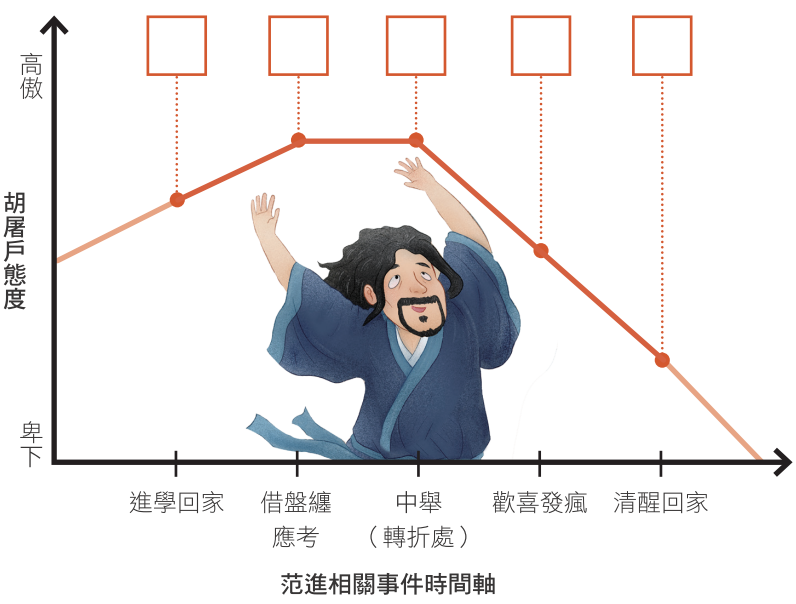 高傲
胡屠戶態度
卑下
進學回家
借盤纏
應考
中舉
（轉折處）
歡喜發瘋
清醒回家
范進相關事件時間軸